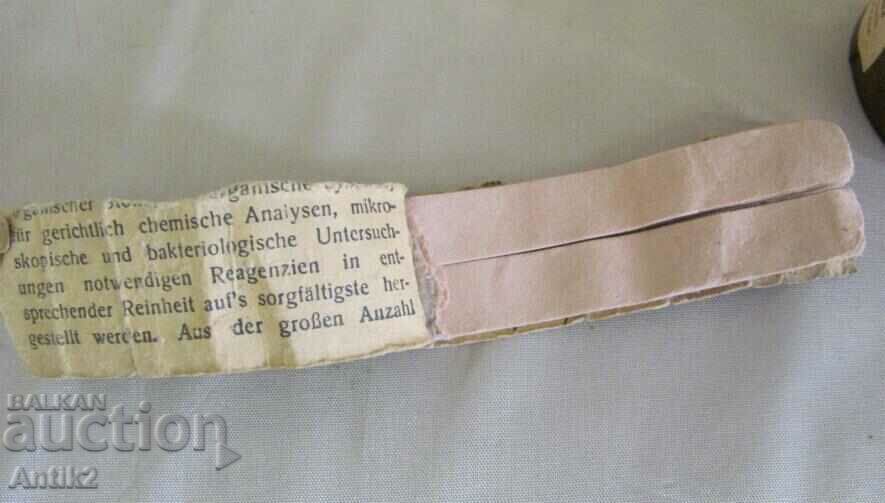 für gerichtlich chemische Analysen, mikro-
skopische und bakteriologische Untersuch-
ungen notwendigen Reagenzien in ent-
sprechender Reinheit auf's sorgfältigste her-
gestellt werden. Aus der großen Anzahl
BALKAN
auction
Antik2